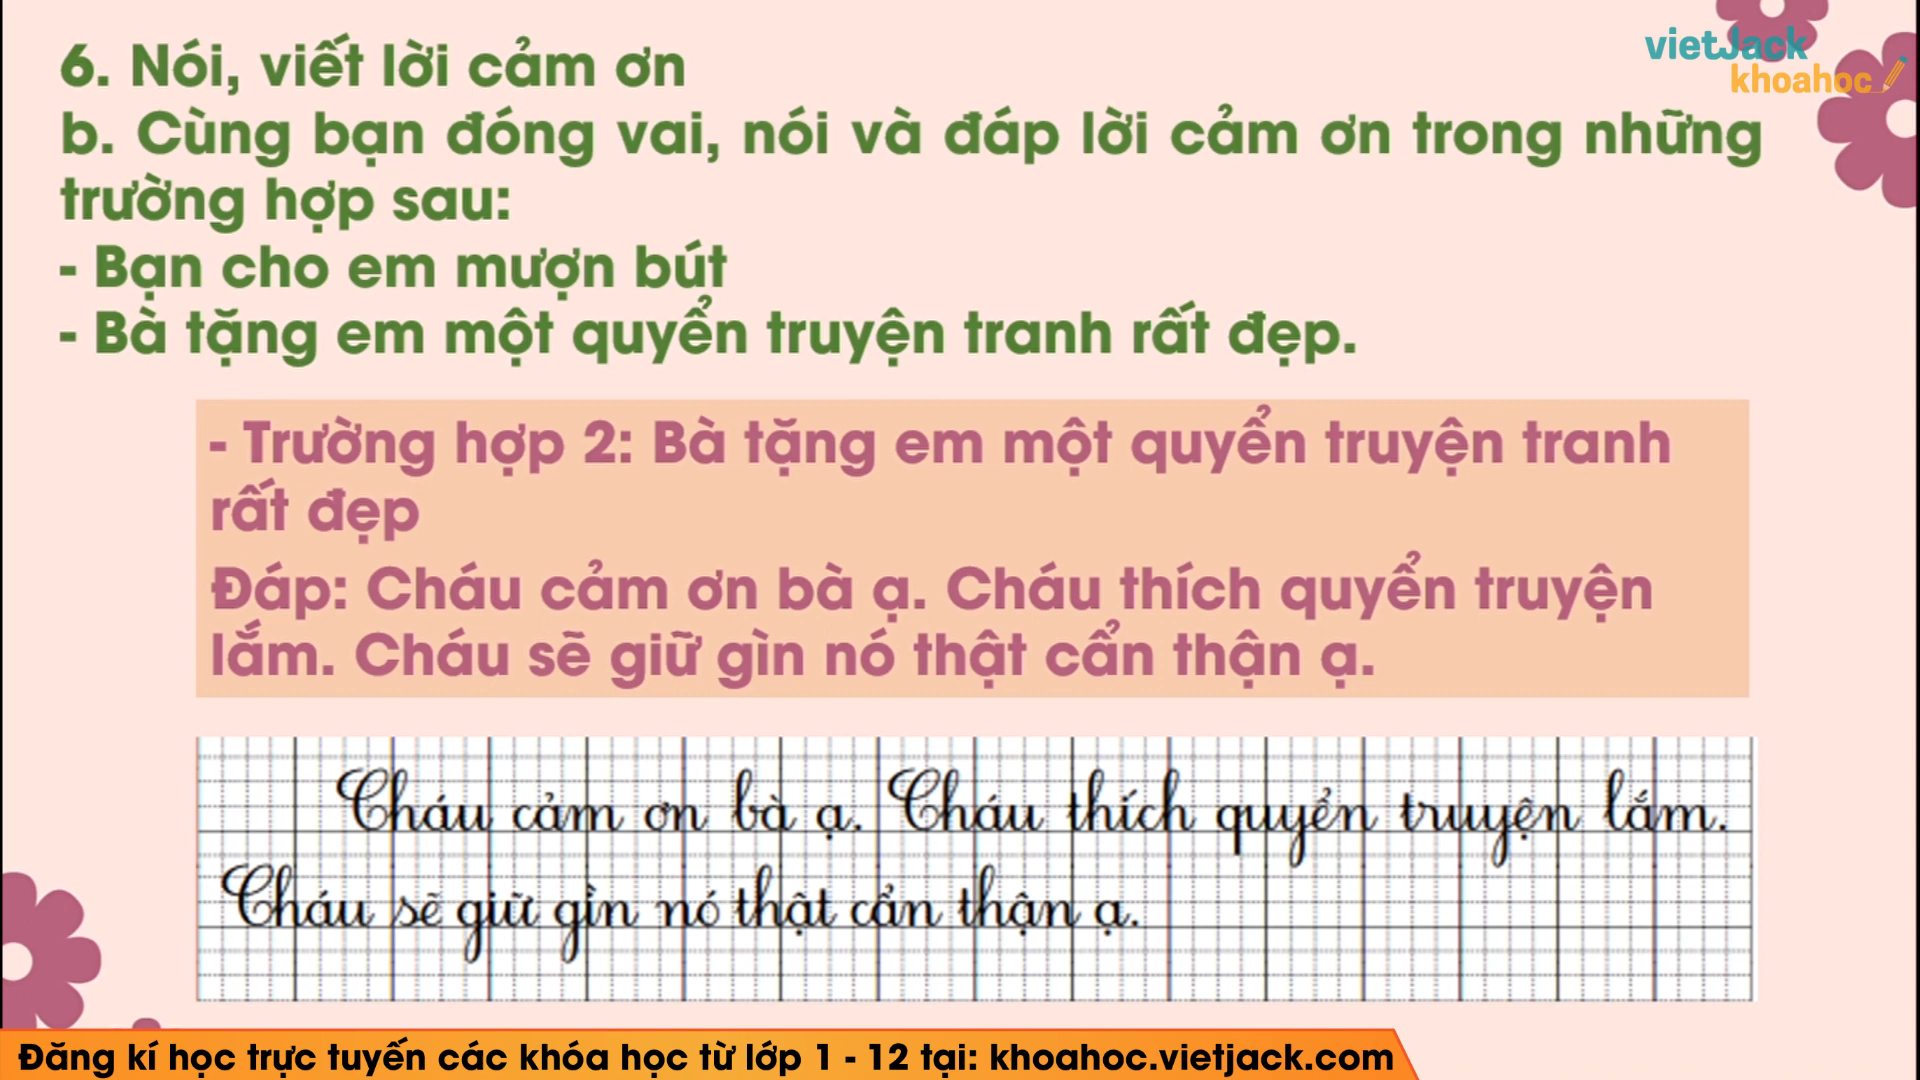 vietJack
khoahoc
6. Nói, viết lời cảm ơn
b. Cùng bạn đóng vai, nói và đáp lời cảm ơn trong những
trường hợp sau:
- Bạn cho em mượn bút
- Bà tặng em một quyển truyện tranh rất đẹp.
- Trường hợp 2: Bà tặng em một quyển truyện tranh
rất đẹp
Đáp: Cháu cảm ơn bà ạ. Cháu thích quyển truyện
lắm. Cháu sẽ giữ gìn nó thật cẩn thận ạ.
Cháu cảm ơn bà ạ. Cháu thích quyển truyện lắm.
Cháu sẽ giữ gìn nó thật cẩn thận ạ.
Đăng kí học trực tuyến các khóa học từ lớp 1 - 12 tại: khoahoc.vietjack.com